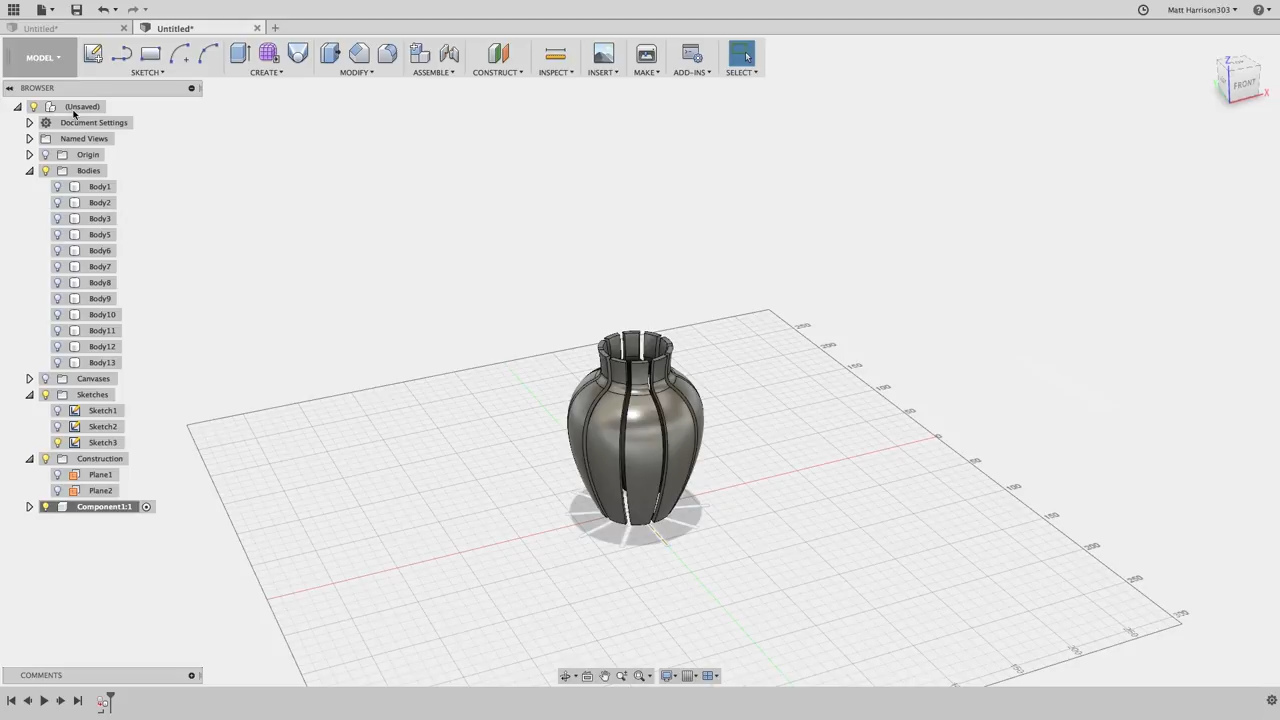 Matt Harrison303
Untitled*
Untitled*
MODEL
SKETCH
CREATE
MODIFY
ASSEMBLE
CONSTRUCT
INSPECT
INSERT
MAKE
ADD-INS
SELECT
BROWSER
(Unsaved)
Document Settings
Named Views
Origin
Bodies
Body1
Body2
Body3
Body5
Body6
Body7
Body8
Body9
Body10
Body11
Body12
Body13
Canvases
Sketches
Sketch1
Sketch2
Sketch3
Construction
Plane1
Plane2
Component1:1
Z
FRONT
X
COMMENTS